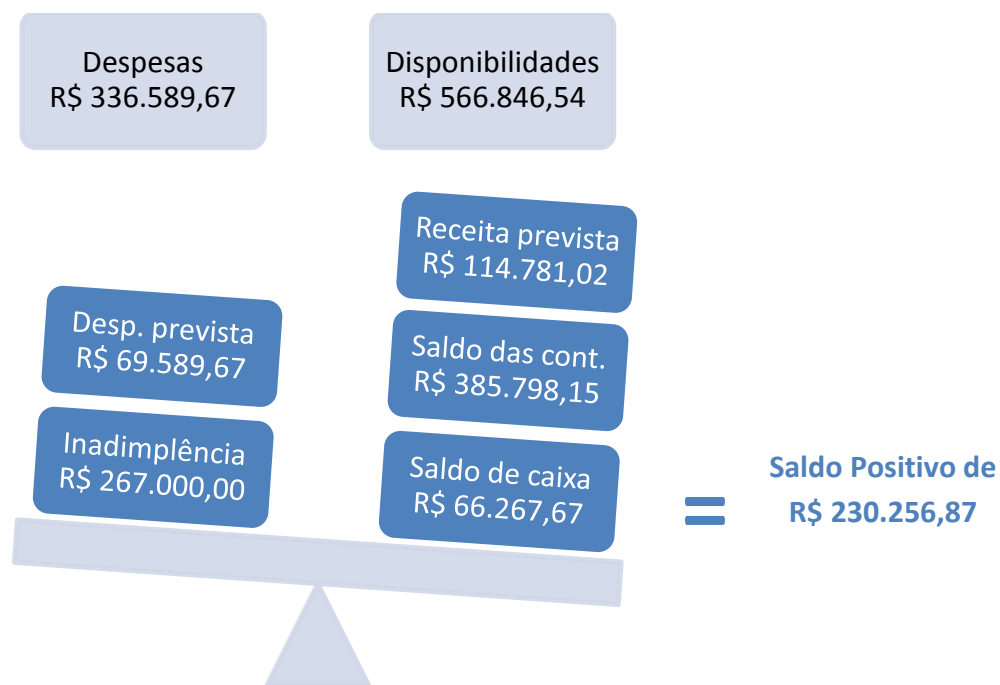 Despesas
R$ 336.589,67
Disponibilidades
R$ 566.846,54
Receita prevista
R$ 114.781,02
Desp. prevista
R$ 69.589,67
Saldo das cont.
R$ 385.798,15
Inadimplência
R$ 267.000,00
Saldo de caixa
R$ 66.267,67
=
Saldo Positivo de
R$ 230.256,87